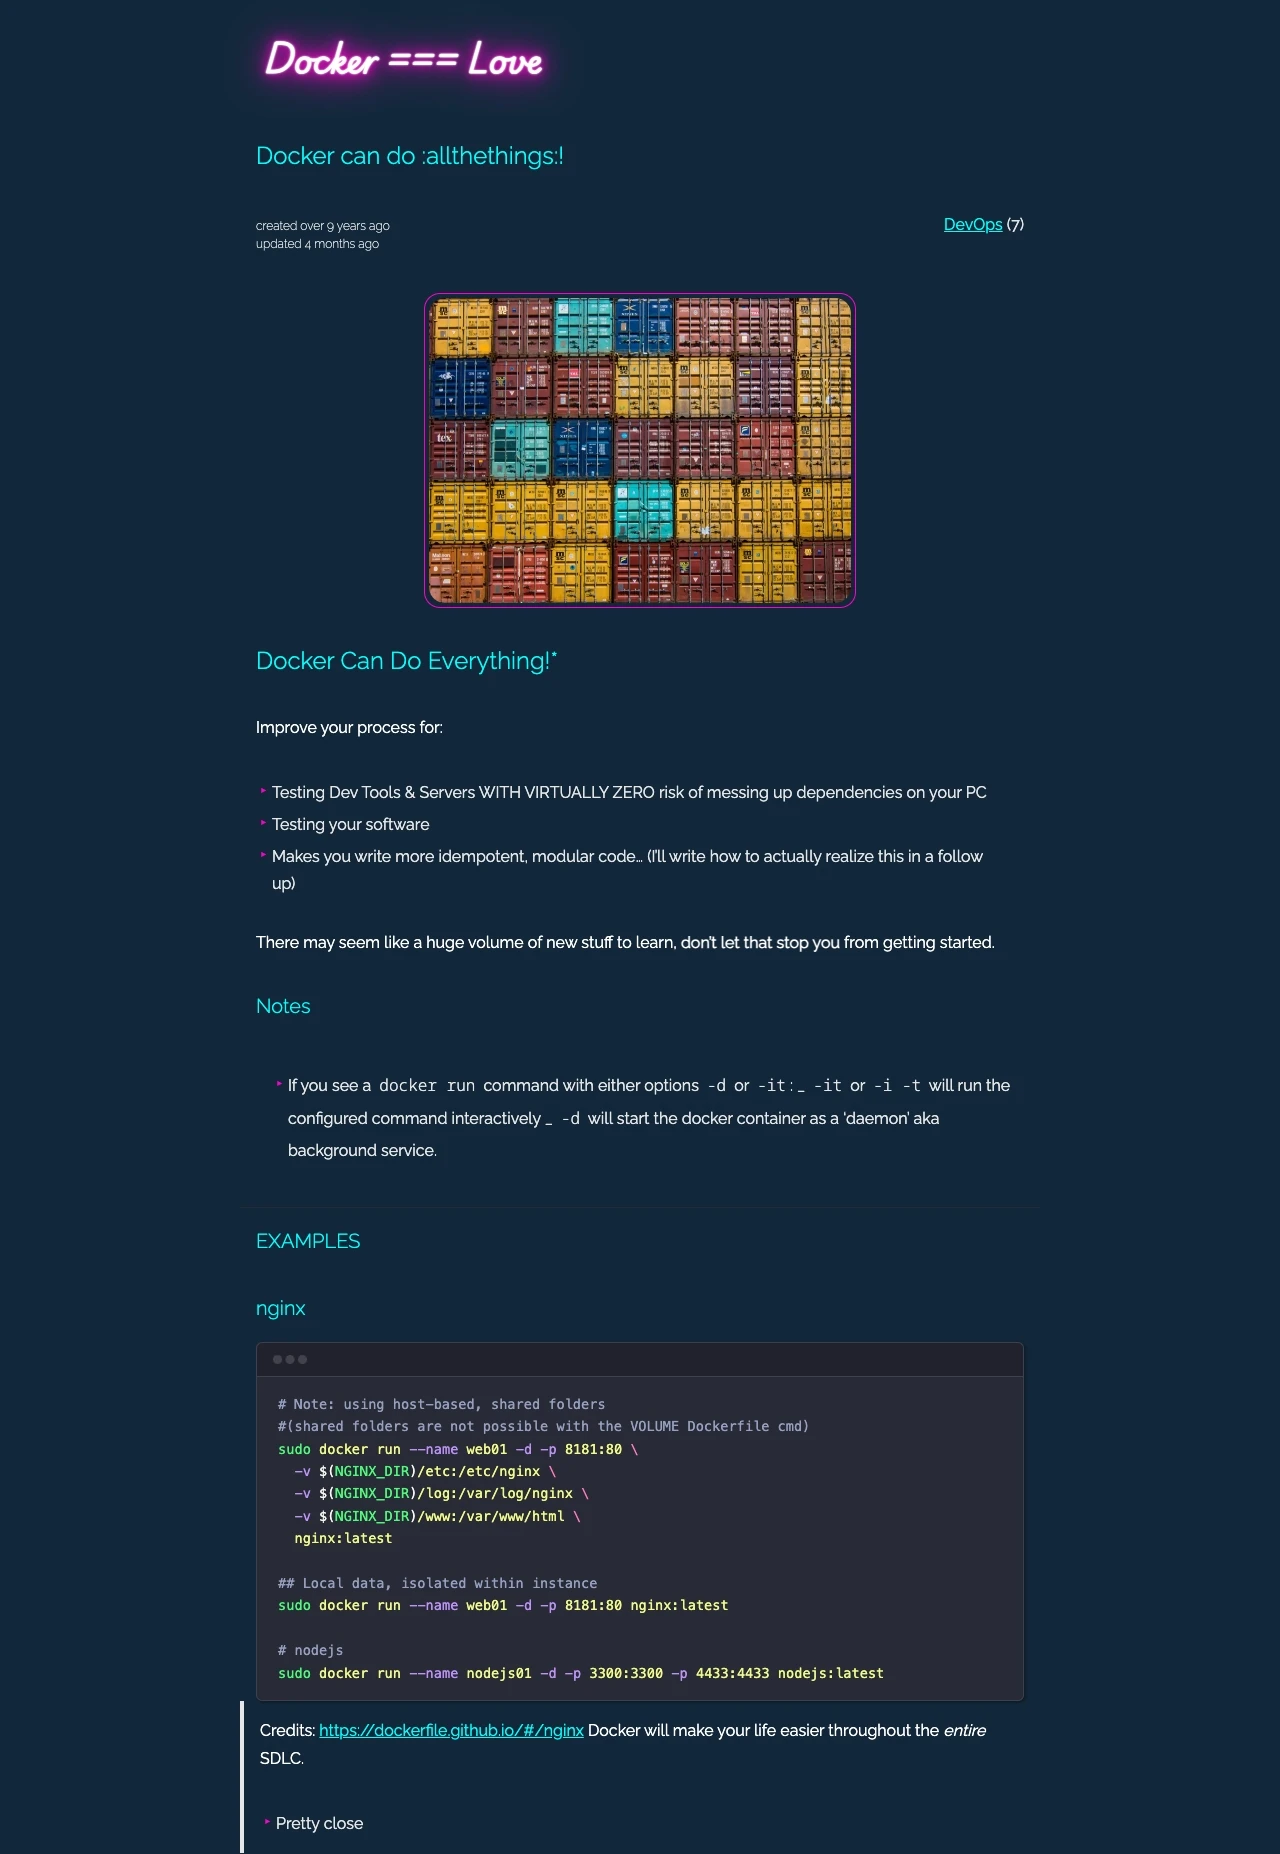 Docker === Love
Docker can do :allthethings:!
created over 9 years ago
updated 4 months ago
DevOps (7)
Docker Can Do Everything!*
Improve your process for:
‣ Testing Dev Tools & Servers WITH VIRTUALLY ZERO risk of messing up dependencies on your PC
‣ Testing your software
‣ Makes you write more idempotent, modular code… (I’ll write how to actually realize this in a follow
up)
There may seem like a huge volume of new stuff to learn, don’t let that stop you from getting started.
Notes
‣ If you see a docker run command with either options -d or -it:_ -it or -i -t will run the
configured command interactively _ -d will start the docker container as a ‘daemon’ aka
background service.
EXAMPLES
nginx
# Note: using host-based, shared folders
#(shared folders are not possible with the VOLUME Dockerfile cmd)
sudo docker run --name web01 -d -p 8181:80 \
  -v $(NGINX_DIR)/etc:/etc/nginx \
  -v $(NGINX_DIR)/log:/var/log/nginx \
  -v $(NGINX_DIR)/www:/var/www/html \
  nginx:latest
## Local data, isolated within instance
sudo docker run --name web01 -d -p 8181:80 nginx:latest
# nodejs
sudo docker run --name nodejs01 -d -p 3300:3300 -p 4433:4433 nodejs:latest
Credits: https://dockerfile.github.io/#/nginx Docker will make your life easier throughout the entire
SDLC.
‣ Pretty close